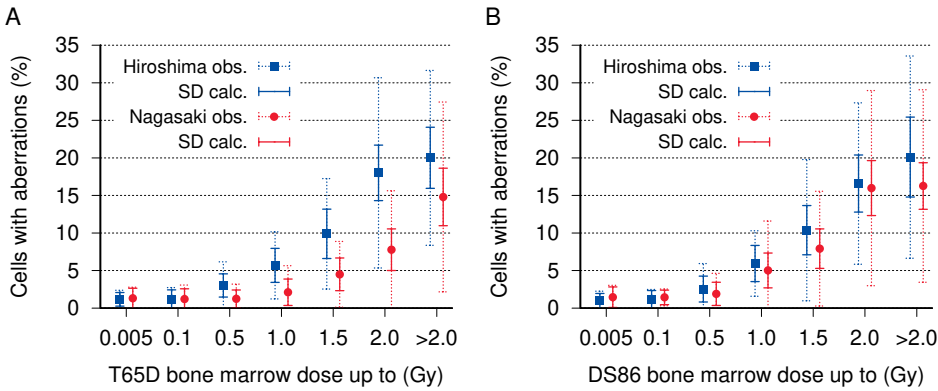 A
35
30
25
20
15
10
5
0
Cells with aberrations (%)
Hiroshima obs.
SD calc.
Nagasaki obs.
SD calc.
0.005 0.1 0.5 1.0 1.5 2.0 >2.0
T65D bone marrow dose up to (Gy)
B
35
30
25
20
15
10
5
0
Cells with aberrations (%)
Hiroshima obs.
SD calc.
Nagasaki obs.
SD calc.
0.005 0.1 0.5 1.0 1.5 2.0 >2.0
DS86 bone marrow dose up to (Gy)